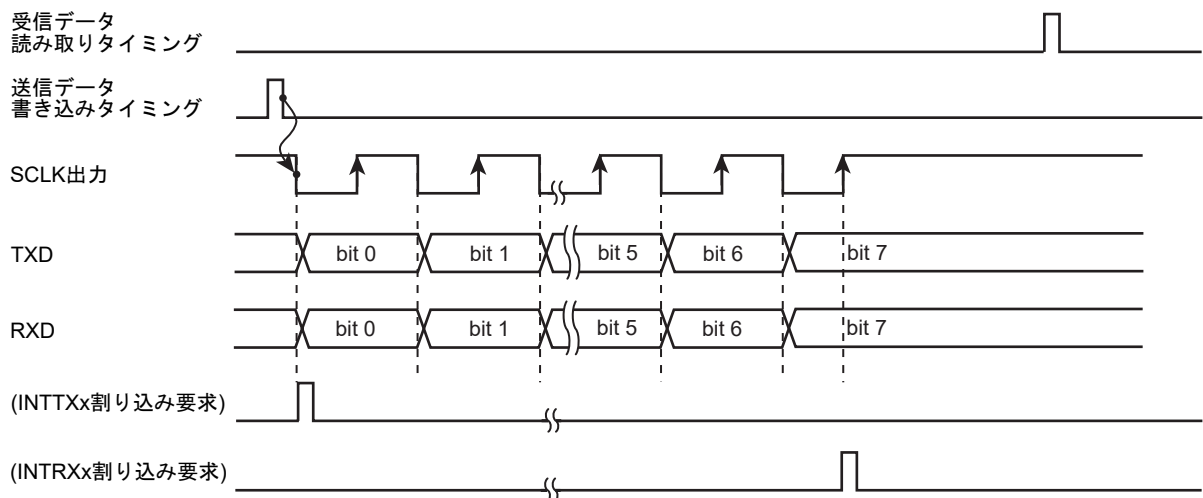 受信データ
読み取りタイミング
送信データ
書き込みタイミング
SCLK出力
TXD
bit 0
bit 1
bit 5
bit 6
bit 7
RXD
bit 0
bit 1
bit 5
bit 6
bit 7
(INTTXx割り込み要求)
(INTRXx割り込み要求)